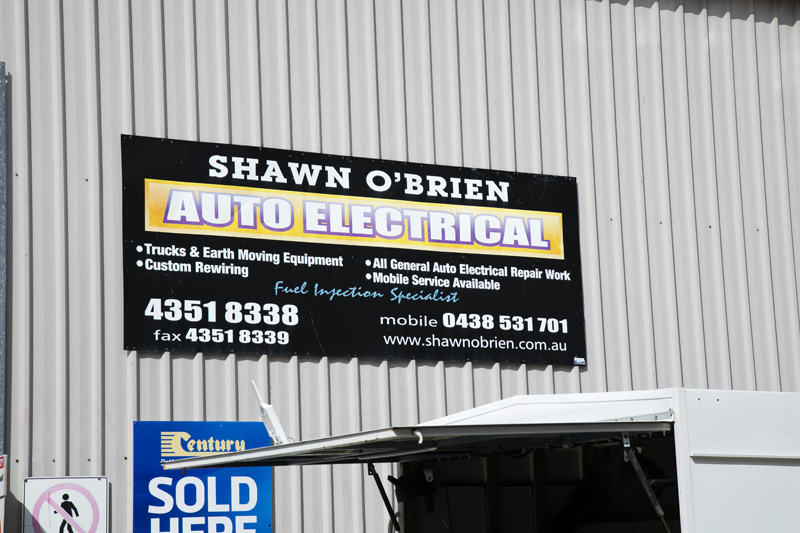 SHAWN O'BRIEN
AUTO ELECTRICAL
•Trucks & Earth Moving Equipment
•Custom Rewiring
•All General Auto Electrical Repair Work
•Mobile Service Available
Fuel Injection Specialist
4351 8338
fax 4351 8339
mobile 0438 531 701
www.shawnobrien.com.au
Century
SOLD
HERE